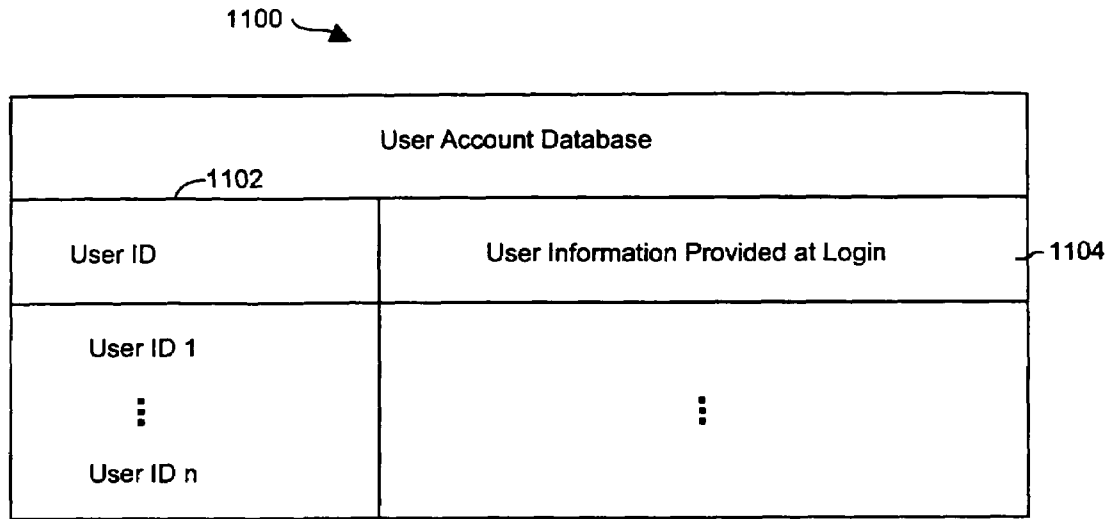 1100
User Account Database
1102
User ID
User Information Provided at Login
1104
User ID 1
User ID n